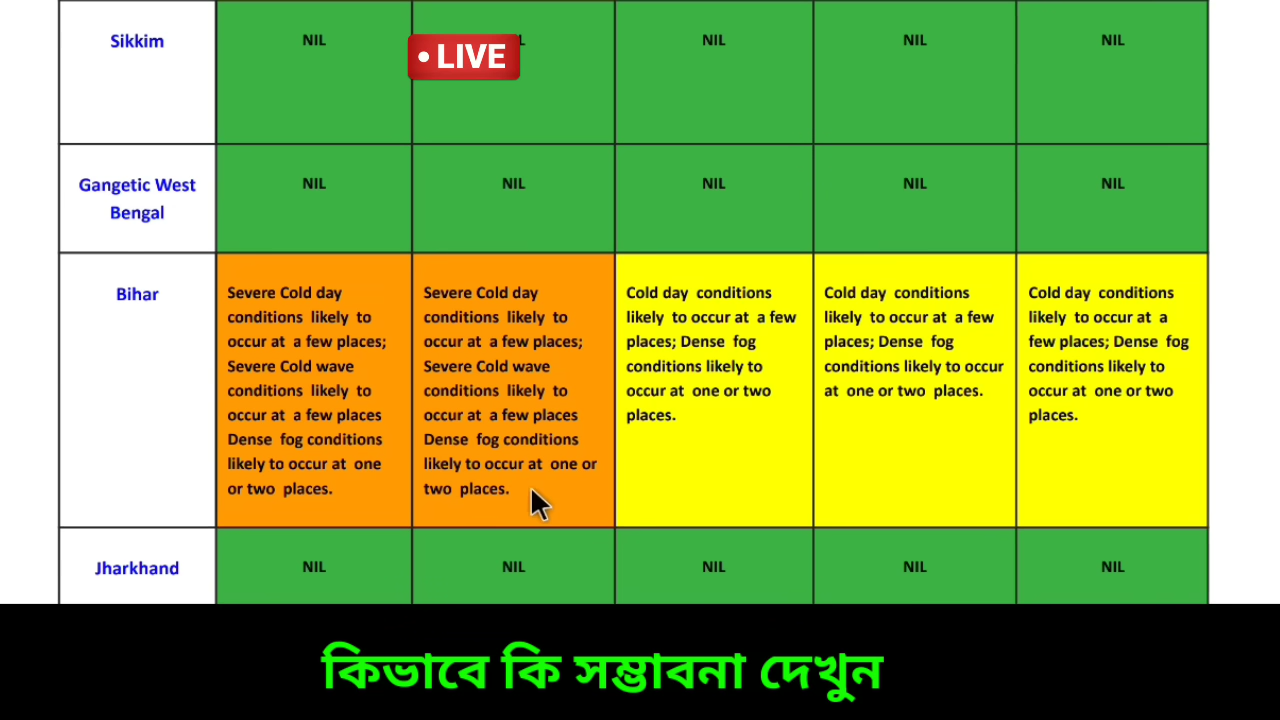 Sikkim
NIL
NIL
NIL
NIL
• LIVE
Gangetic West
Bengal
NIL
NIL
NIL
NIL
NIL
Bihar
Severe Cold day
conditions likely to
occur at a few places;
Severe Cold wave
conditions likely to
occur at a few places
Dense fog conditions
likely to occur at one
or two places.
Severe Cold day
conditions likely to
occur at a few places;
Severe Cold wave
conditions likely to
occur at a few places
Dense fog conditions
likely to occur at one or
two places.
Cold day conditions
likely to occur at a few
places; Dense fog
conditions likely to
occur at one or two
places.
Cold day conditions
likely to occur at a few
places; Dense fog
conditions likely to occur
at one or two places.
Cold day conditions
likely to occur at a
few places; Dense fog
conditions likely to
occur at one or two
places.
Jharkhand
NIL
NIL
NIL
NIL
NIL
কিভাবে কি সম্ভাবনা দেখুন